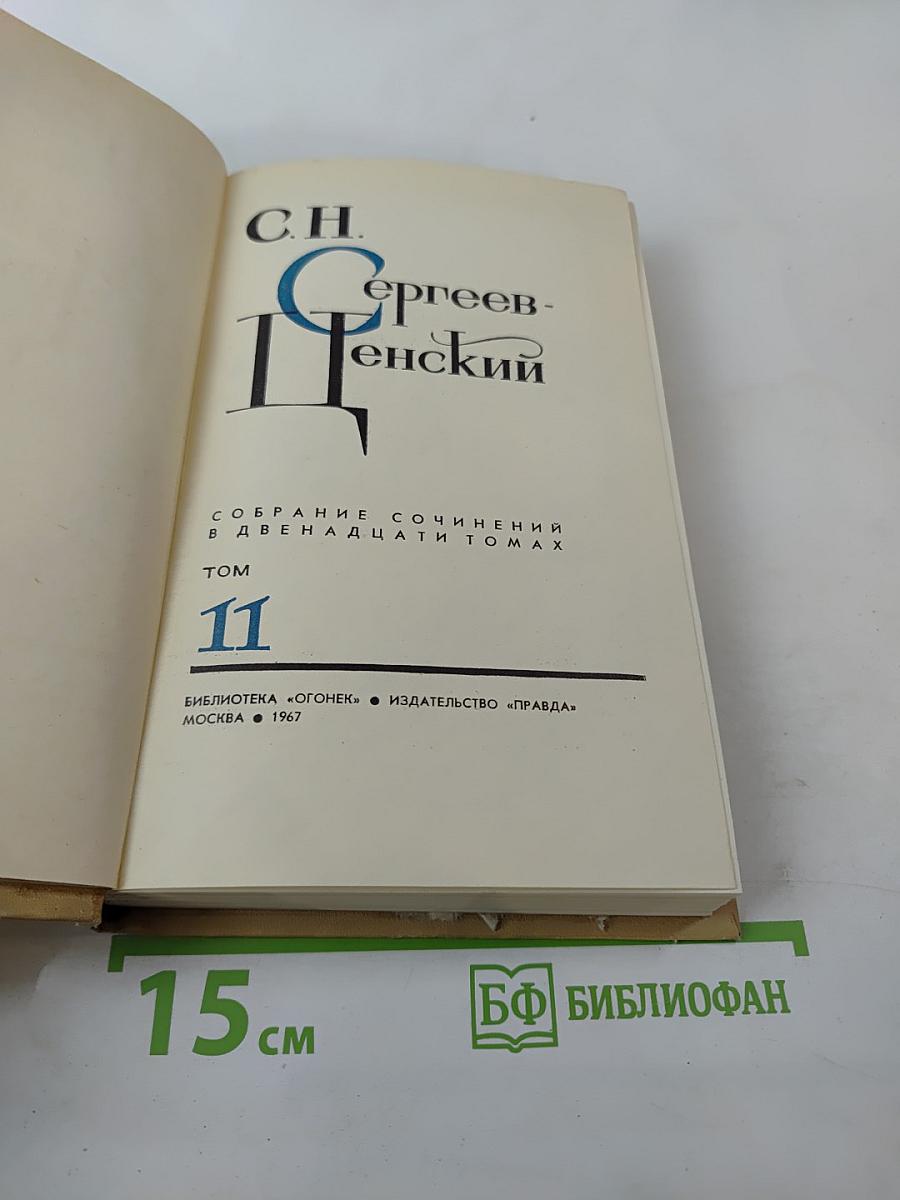 С. Н.
Сергеев-
Ценский
СОБРАНИЕ СОЧИНЕНИЙ
В ДВЕНАДЦАТИ ТОМАХ
ТОМ
11
БИБЛИОТЕКА «ОГОНЕК» ● ИЗДАТЕЛЬСТВО «ПРАВДА»
МОСКВА ● 1967
15 см
БФ БИБЛИОФАН